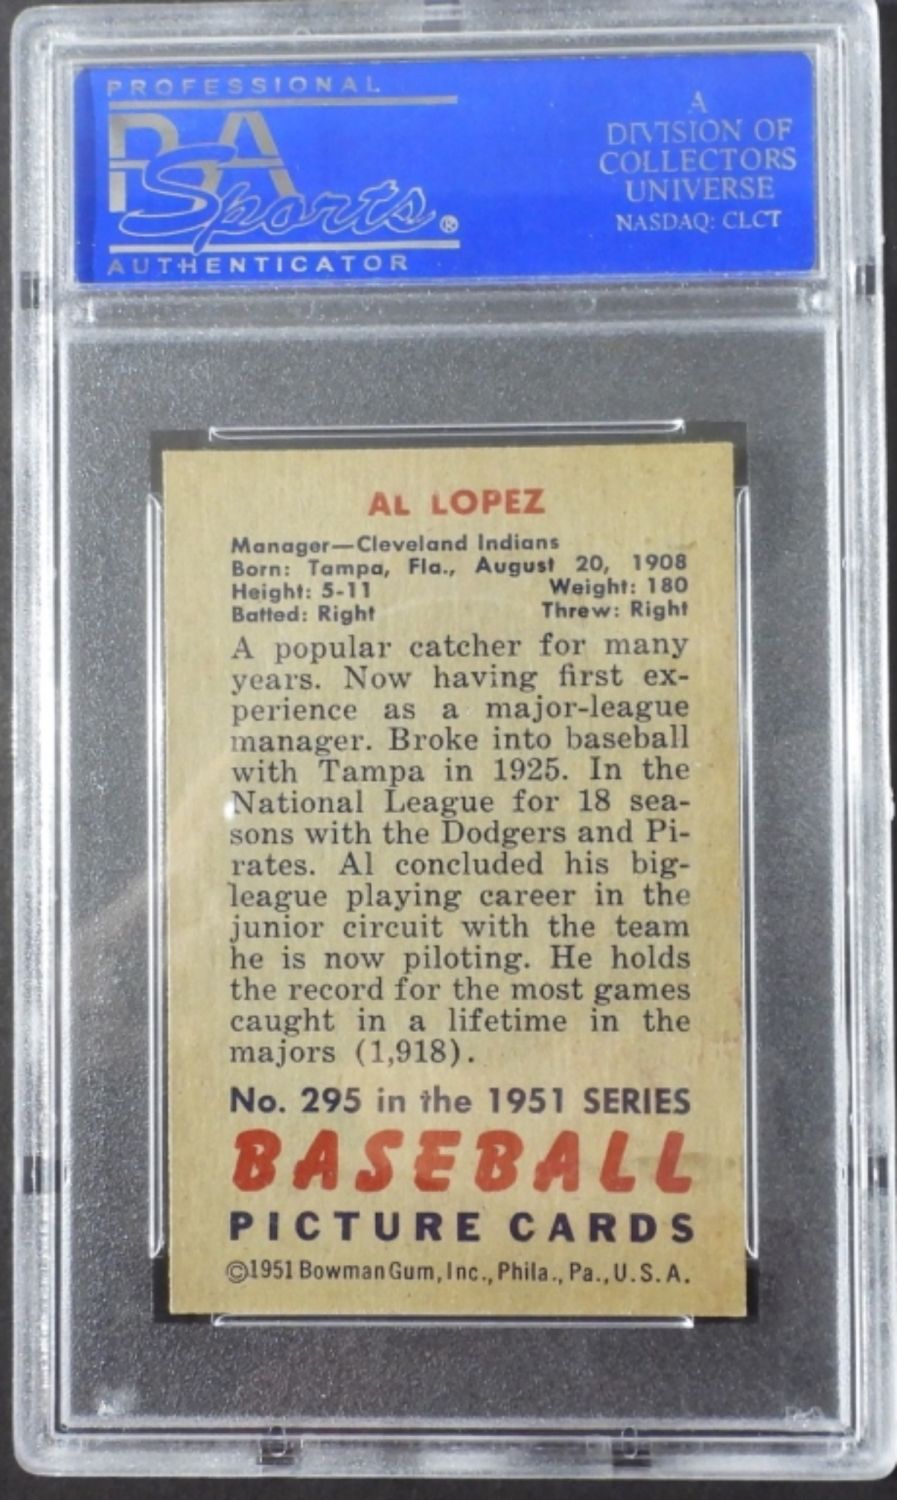 PROFESSIONAL
PSA
Sports®
AUTHENTICATOR
A
DIVISION OF
COLLECTORS
UNIVERSE
NASDAQ: CLCT
AL LOPEZ
Manager—Cleveland Indians
Born: Tampa, Fla., August 20, 1908
Height: 5-11 Weight: 180
Batted: Right Threw: Right
A popular catcher for many
years. Now having first ex-
perience as a major-league
manager. Broke into baseball
with Tampa in 1925. In the
National League for 18 sea-
sons with the Dodgers and Pi-
rates. Al concluded his big-
league playing career in the
junior circuit with the team
he is now piloting. He holds
the record for the most games
caught in a lifetime in the
majors (1,918).
No. 295 in the 1951 SERIES
BASEBALL
PICTURE CARDS
©1951 Bowman Gum, Inc., Phila., Pa., U.S.A.